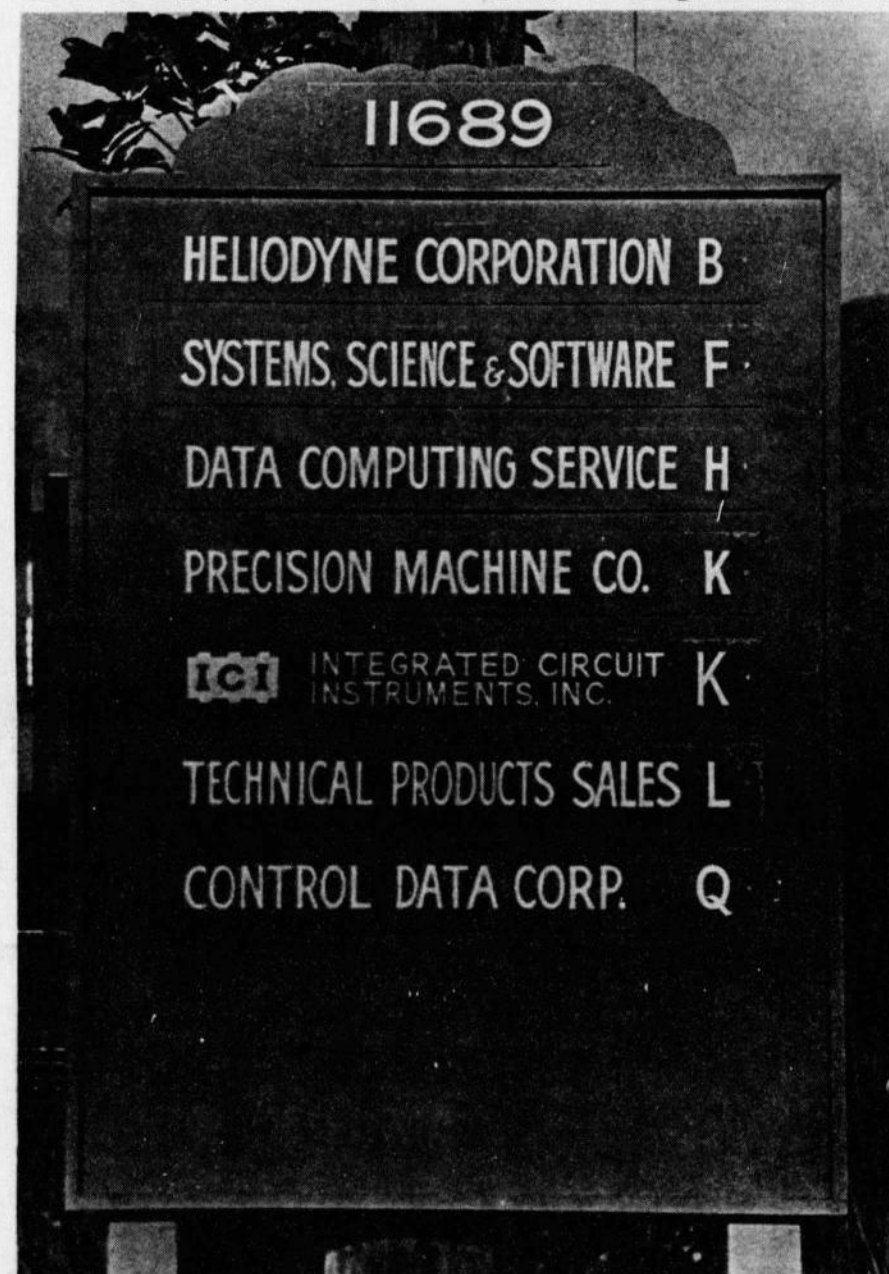 11689
HELIODYNE CORPORATION B
SYSTEMS, SCIENCE & SOFTWARE F
DATA COMPUTING SERVICE H
PRECISION MACHINE CO. K
ICI INTEGRATED CIRCUIT K
INSTRUMENTS, INC.
TECHNICAL PRODUCTS SALES L
CONTROL DATA CORP. Q